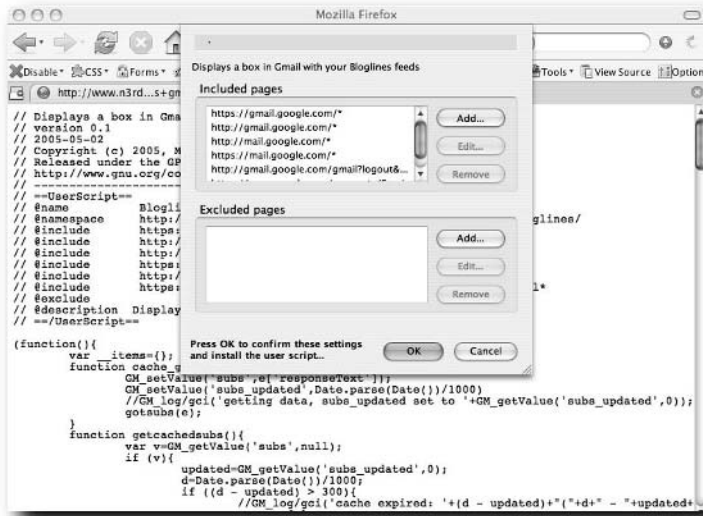 Mozilla Firefox
Disable
CSS
Forms
Tools
View Source
Option
http://www.n3rd...s+gm
Displays a box in Gmail with your Bloglines feeds
Included pages
https://gmail.google.com/*
http://gmail.google.com/*
http://mail.google.com/*
https://mail.google.com/*
http://gmail.google.com/gmail?logout&...
Add...
Edit...
Remove
Excluded pages
Add...
Edit...
Remove
Press OK to confirm these settings
and install the user script...
OK
Cancel
// Displays a box in Gma
// version 0.1
// 2005-05-02
// Copyright (c) 2005, M
// Released under the GP
// http://www.gnu.org/co
// ==UserScript==
// @name Blogli
// @namespace http:/ glines/
// @include https:
// @include http:/
// @include http:/
// @include https:
// @include http:/
// @include https: l*
// @exclude
// @description Display
// ==/UserScript==
(function(){
var __items={};
function cache_g
GM_setValue('subs',e['responseText']);
GM_setValue('subs_updated',Date.parse(Date())/1000)
//GM_log/gci('getting data, subs_updated set to '+GM_getValue('subs_updated',0));
gotsubs(e);
}
function getcachedsubs(){
var v=GM_getValue('subs',null);
if (v){
updated=GM_getValue('subs_updated',0);
d=Date.parse(Date())/1000;
if ((d - updated) > 300){
//GM_log/gci('cache expired: '+(d - updated)+"("+d+" - "+updated+